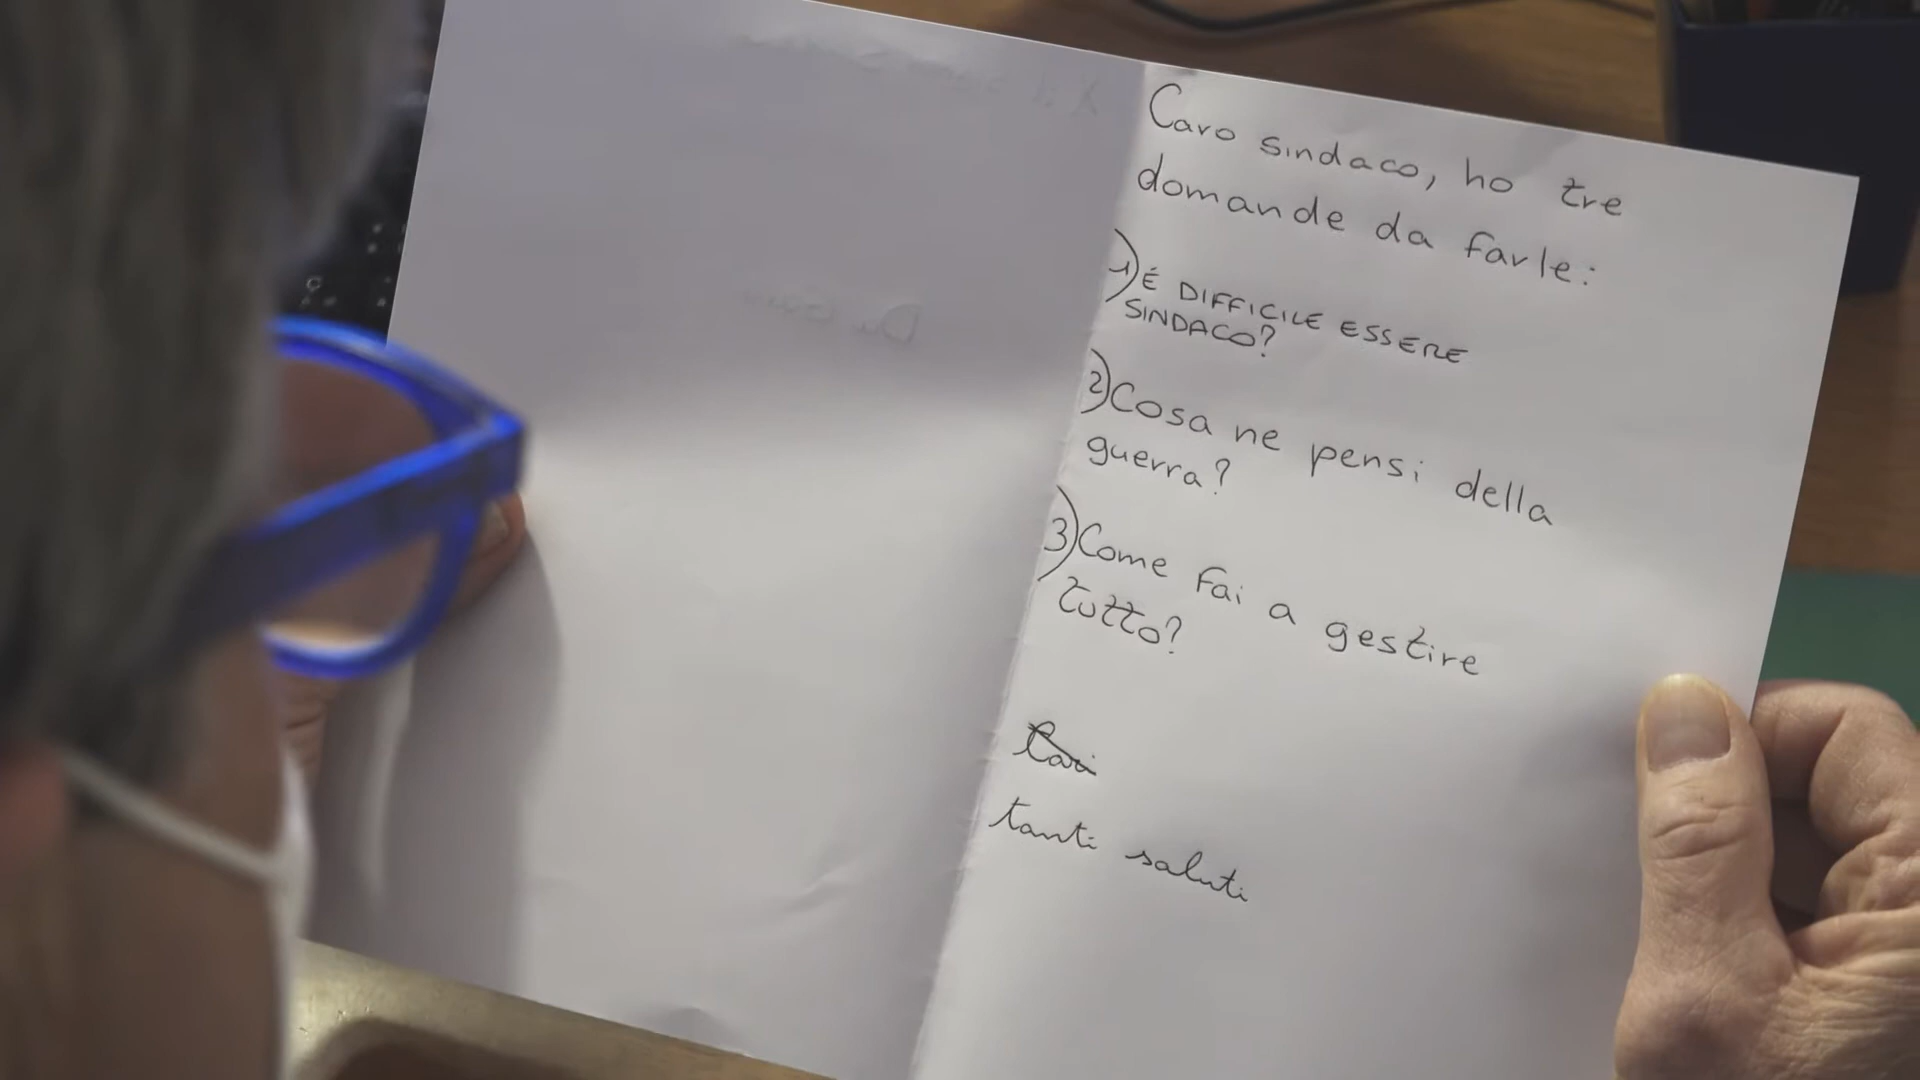 Caro sindaco, ho tre
domande da farle:
1) É DIFFICILE ESSERE
SINDACO?
2) Cosa ne pensi della
guerra?
3) Come fai a gestire
tutto?
tanti saluti